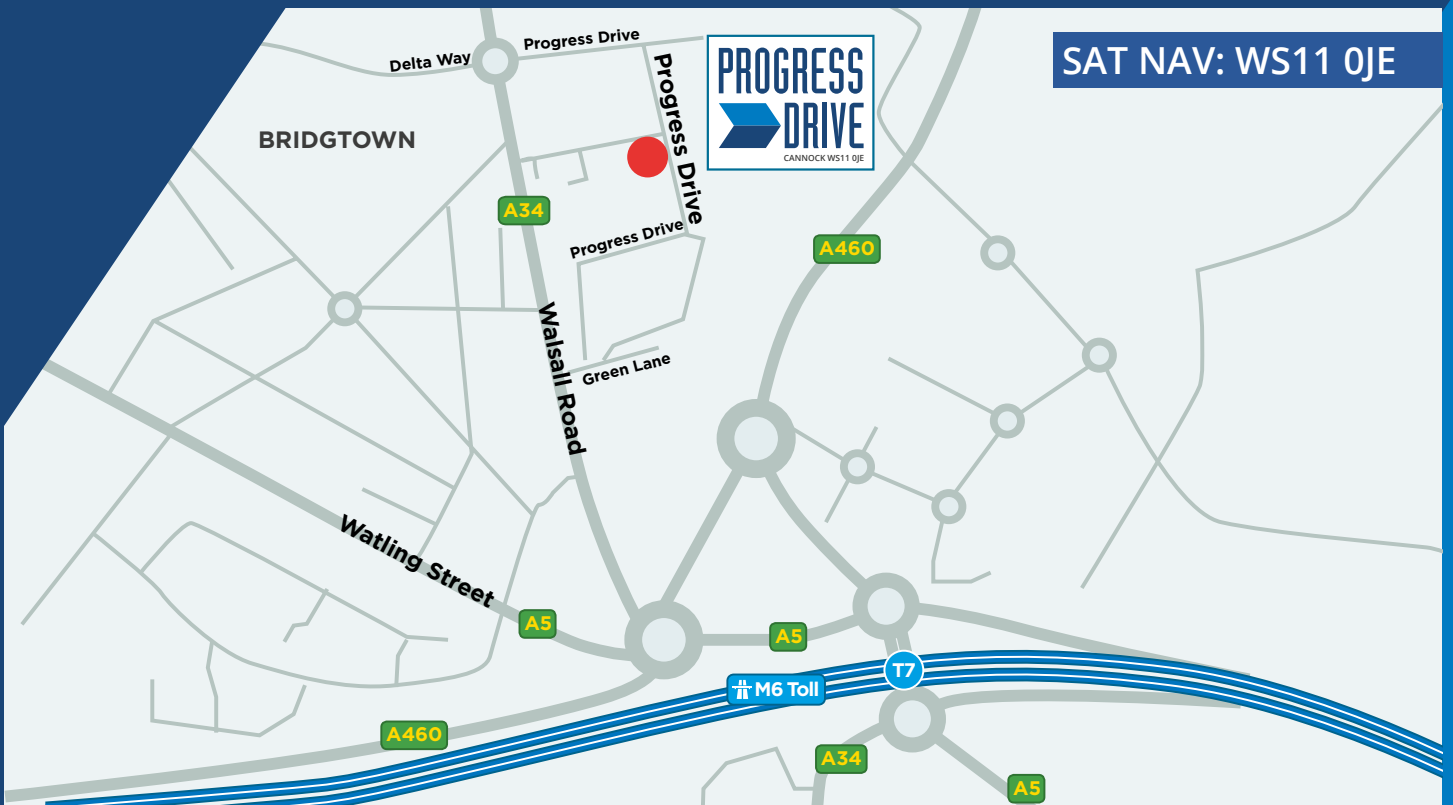 SAT NAV: WS11 0JE
Progress Drive
Delta Way
Progress Drive
PROGRESS
DRIVE
CANNOCK WS11 0JE
BRIDGTOWN
A34
Progress Drive
A460
Walsall Road
Green Lane
Watling Street
A5
A5
T7
M6 Toll
A460
A34
A5